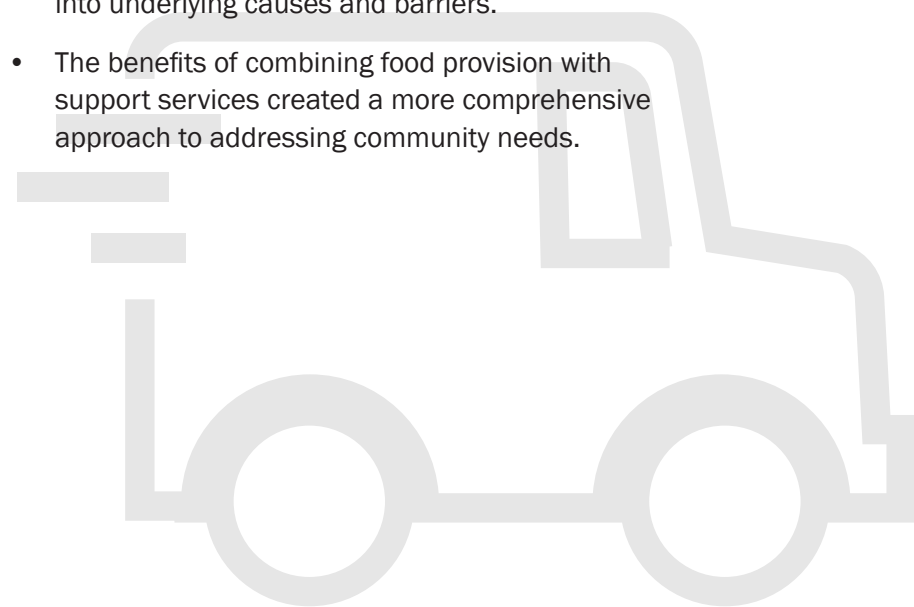 into underlying causes and barriers.
• The benefits of combining food provision with
support services created a more comprehensive
approach to addressing community needs.